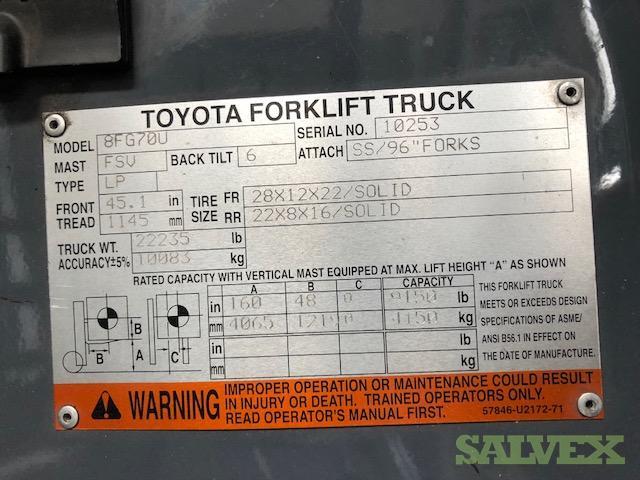 TOYOTA FORKLIFT TRUCK
MODEL 8FG70U SERIAL NO. 10253
MAST FSV BACK TILT 6 ATTACH SS/96"FORKS
TYPE LP
FRONT TREAD 45.1 in 1145 mm
TIRE SIZE FR 28X12X22/SOLID
RR 22X8X16/SOLID
TRUCK WT. 22235 lb
ACCURACY±5% 10083 kg
RATED CAPACITY WITH VERTICAL MAST EQUIPPED AT MAX. LIFT HEIGHT "A" AS SHOWN
A B C CAPACITY
in 160 48 0 9150 lb
mm 4065 1219 0 4150 kg
in lb
mm kg
B A B C
THIS FORKLIFT TRUCK
MEETS OR EXCEEDS DESIGN
SPECIFICATIONS OF ASME/
ANSI B56.1 IN EFFECT ON
THE DATE OF MANUFACTURE.
WARNING
IMPROPER OPERATION OR MAINTENANCE COULD RESULT
IN INJURY OR DEATH. TRAINED OPERATORS ONLY.
READ OPERATOR'S MANUAL FIRST.
57846-U2172-71
SALVEX